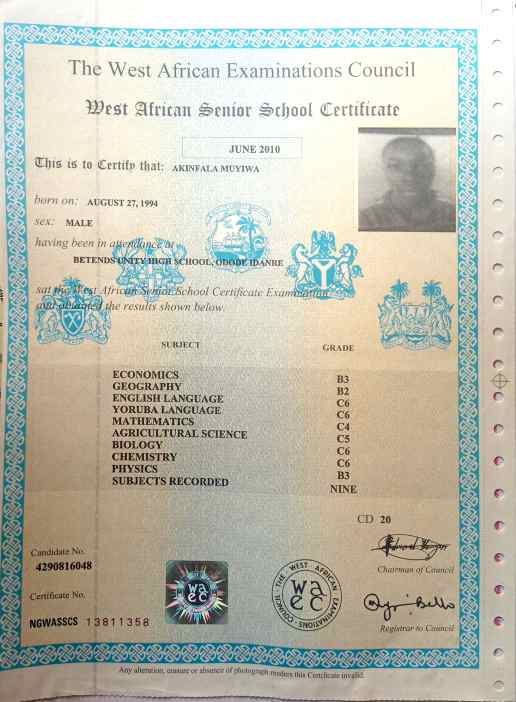 The West African Examinations Council
West African Senior School Certificate
JUNE 2010
This is to Certify that: AKINFALA MUYIWA
born on: AUGUST 27, 1994
sex: MALE
having been in attendance at
BETENDS UNITY HIGH SCHOOL, ODODE IDANRE
sat the West African Senior School Certificate Examination
and obtained the results shown below.
SUBJECT GRADE
ECONOMICS B3
GEOGRAPHY B2
ENGLISH LANGUAGE C6
YORUBA LANGUAGE C6
MATHEMATICS C4
AGRICULTURAL SCIENCE C5
BIOLOGY C6
CHEMISTRY C6
PHYSICS B3
SUBJECTS RECORDED NINE
CD 20
Candidate No.
4290816048
Chairman of Council
Certificate No.
NGWASSCS 13811358
waec
THE WEST AFRICAN EXAMINATIONS COUNCIL
waec
Registrar to Council
Any alteration, erasure or absence of photograph renders this Certificate invalid.